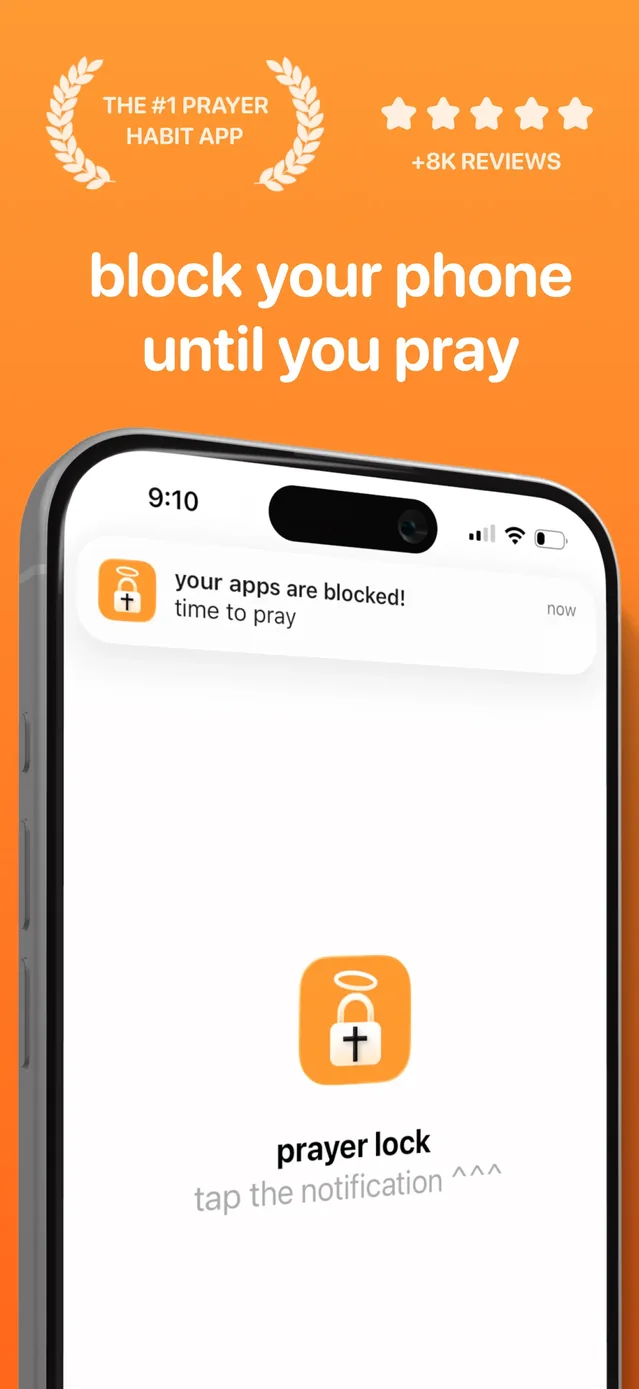 THE #1 PRAYER
HABIT APP
+8K REVIEWS
block your phone
until you pray
9:10
your apps are blocked!
time to pray
now
prayer lock
tap the notification ^^^